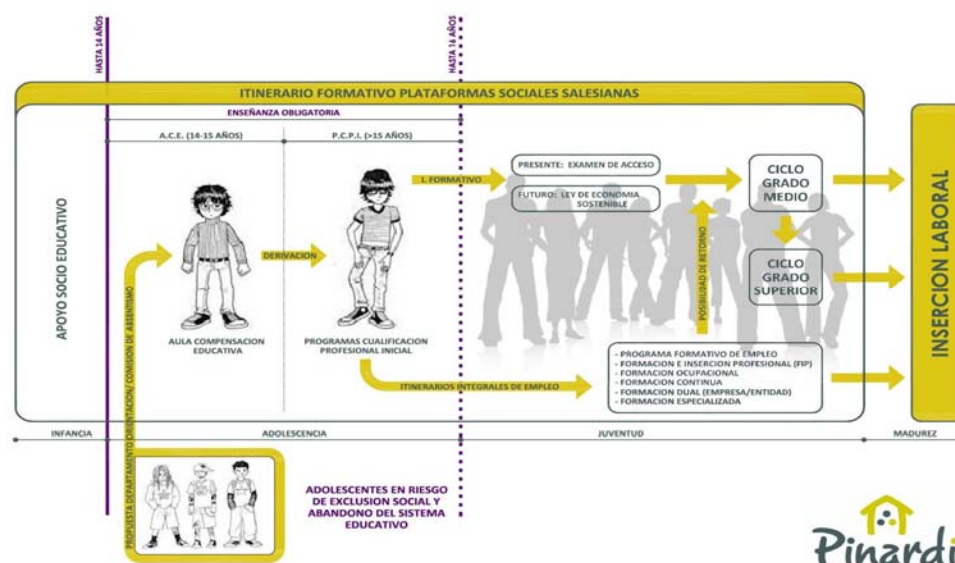 HASTA 14 AÑOS
HASTA 16 AÑOS
ITINERARIO FORMATIVO PLATAFORMAS SOCIALES SALESIANAS
ENSEÑANZA OBLIGATORIA
A.C.E. (14-15 AÑOS)
P.C.P.I. (>15 AÑOS)
APOYO SOCIO EDUCATIVO
PROPUESTA DEPARTAMENTO ORIENTACION/ COMISION DE ABSENTISMO
DERIVACION
AULA COMPENSACION
EDUCATIVA
PROGRAMAS CUALIFICACION
PROFESIONAL INICIAL
I. FORMATIVO
PRESENTE: EXAMEN DE ACCESO
FUTURO: LEY DE ECONOMIA
SOSTENIBLE
POSIBILIDAD DE RETORNO
CICLO
GRADO
MEDIO
CICLO
GRADO
SUPERIOR
ITINERARIOS INTEGRALES DE EMPLEO
- PROGRAMA FORMATIVO DE EMPLEO
- FORMACION E INSERCION PROFESIONAL (FIP)
- FORMACION OCUPACIONAL
- FORMACION CONTINUA
- FORMACION DUAL (EMPRESA/ENTIDAD)
- FORMACION ESPECIALIZADA
INSERCION LABORAL
INFANCIA
ADOLESCENCIA
JUVENTUD
MADUREZ
ADOLESCENTES EN RIESGO
DE EXCLUSION SOCIAL Y
ABANDONO DEL SISTEMA
EDUCATIVO
Pinardi